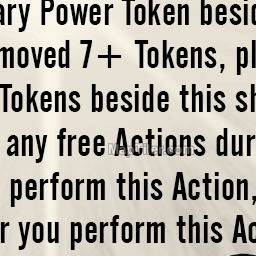 ary Power Token besid
moved 7+ Tokens, pl
Tokens beside this sh
any free Actions dur
perform this Action,
r you perform this Ac